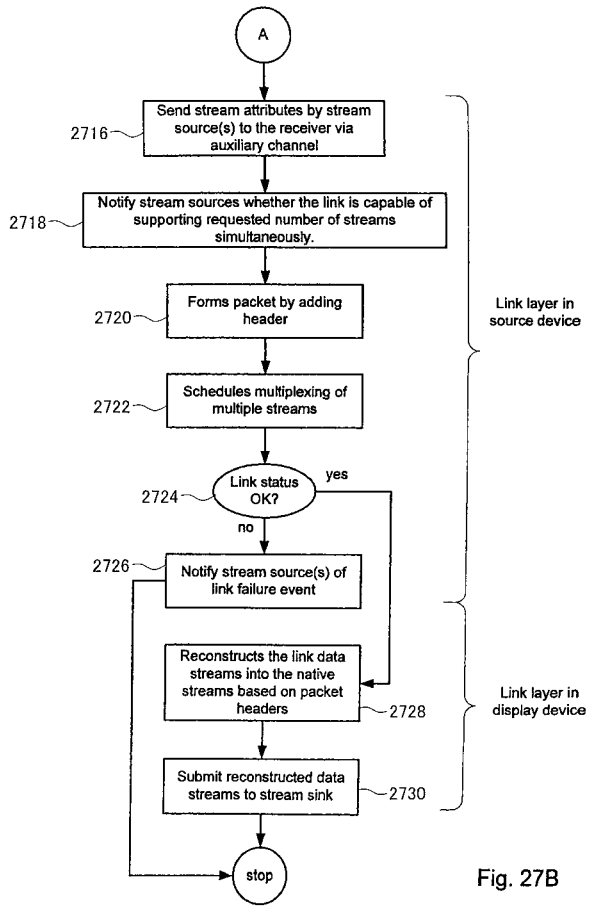 A
Send stream attributes by stream
source(s) to the receiver via
auxiliary channel
2716
Notify stream sources whether the link is capable of
supporting requested number of streams
simultaneously.
2718
Forms packet by adding
header
2720
Link layer in
source device
Schedules multiplexing of
multiple streams
2722
Link status
OK?
2724
yes
no
2726
Notify stream source(s) of
link failure event
Reconstructs the link data
streams into the native
streams based on packet
headers
2728
Link layer in
display device
Submit reconstructed data
streams to stream sink
2730
stop
Fig. 27B